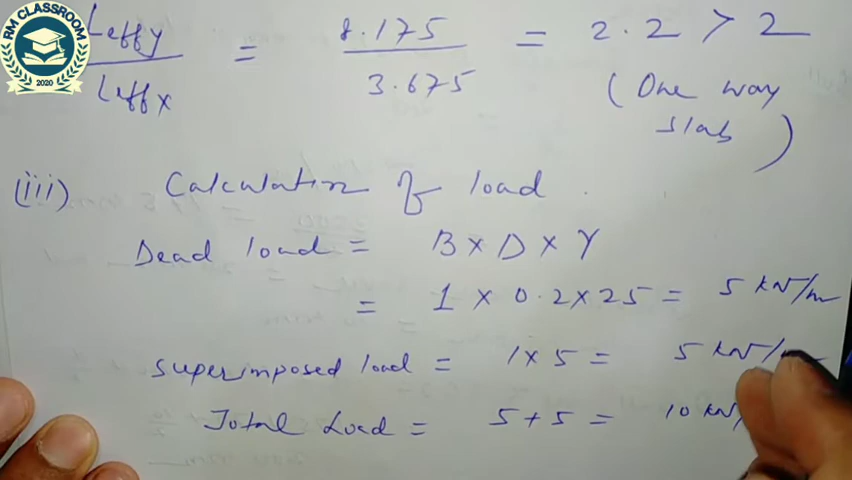 RM CLASSROOM
2020
Leffy / Leffx = 8.175 / 3.675 = 2.2 > 2
(One way slab)
(iii) Calculation of load
Dead load = B × D × γ
= 1 × 0.2 × 25 = 5 kN/m
superimposed load = 1 × 5 = 5 kN/m
Total Load = 5 + 5 = 10 kN/